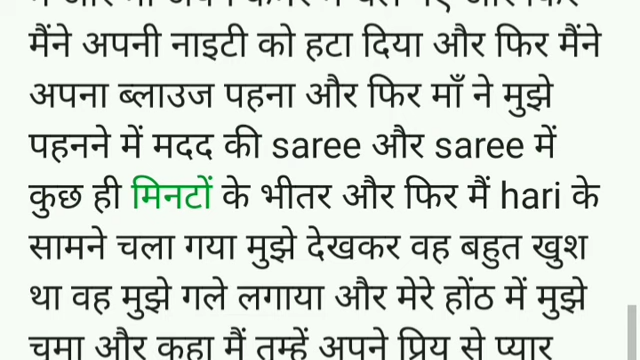 मैंने अपनी नाइटी को हटा दिया और फिर मैंने
अपना ब्लाउज पहना और फिर माँ ने मुझे
पहनने में मदद की saree और saree में
कुछ ही मिनटों के भीतर और फिर मैं hari के
सामने चला गया मुझे देखकर वह बहुत खुश
था वह मुझे गले लगाया और मेरे होंठ में मुझे
चूमा और कहा मैं तुम्हें अपने प्रिय से प्यार